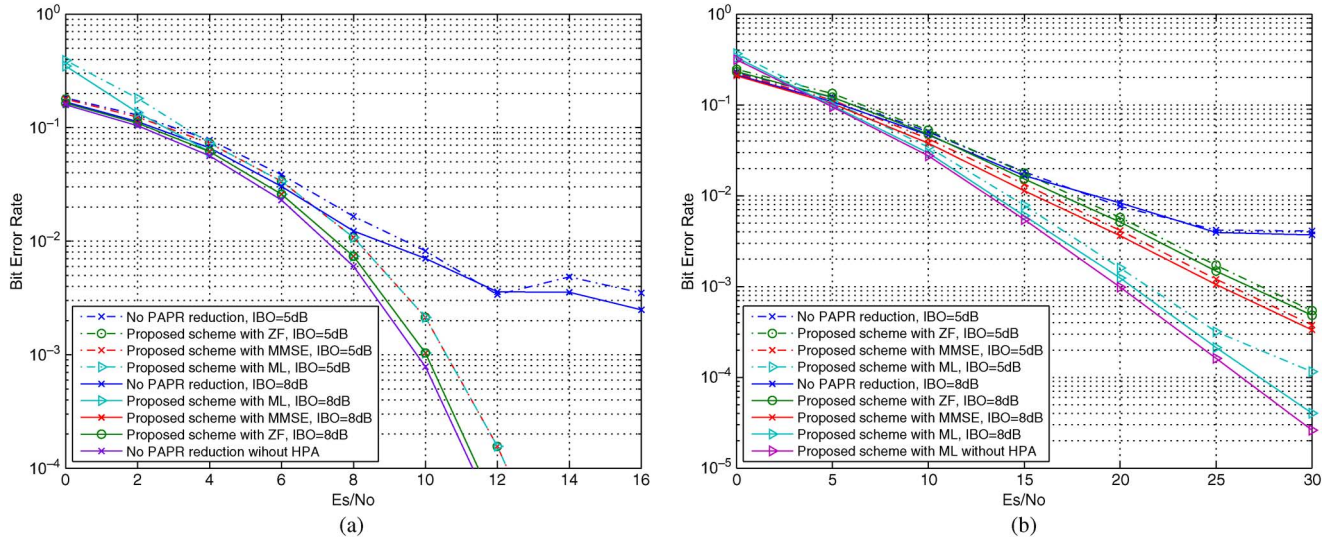 10^0
10^-1
10^-2
10^-3
10^-4
Bit Error Rate
No PAPR reduction, IBO=5dB
Proposed scheme with ZF, IBO=5dB
Proposed scheme with MMSE, IBO=5dB
Proposed scheme with ML, IBO=5dB
No PAPR reduction, IBO=8dB
Proposed scheme with ML, IBO=8dB
Proposed scheme with MMSE, IBO=8dB
Proposed scheme with ZF, IBO=8dB
No PAPR reduction without HPA
0 2 4 6 8 10 12 14 16
Es/No
(a)
10^0
10^-1
10^-2
10^-3
10^-4
10^-5
Bit Error Rate
No PAPR reduction, IBO=5dB
Proposed scheme with ZF, IBO=5dB
Proposed scheme with MMSE, IBO=5dB
Proposed scheme with ML, IBO=5dB
No PAPR reduction, IBO=8dB
Proposed scheme with ZF, IBO=8dB
Proposed scheme with MMSE, IBO=8dB
Proposed scheme with ML, IBO=8dB
Proposed scheme with ML without HPA
0 5 10 15 20 25 30
Es/No
(b)